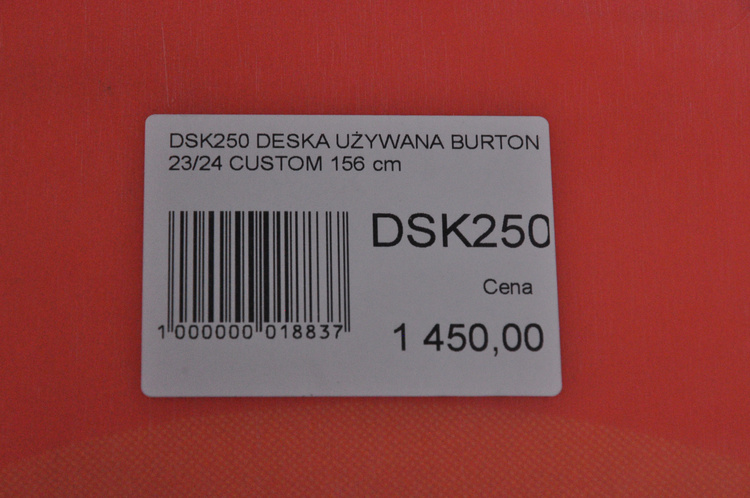 DSK250 DESKA UŻYWANA BURTON
23/24 CUSTOM 156 cm
DSK250
Cena
1 000000 018837
1 450,00